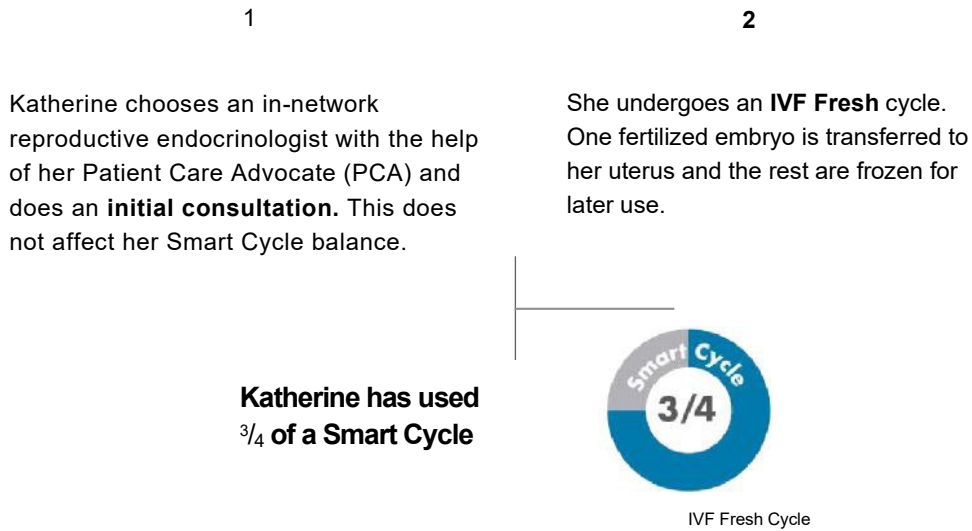 1
Katherine chooses an in-network
reproductive endocrinologist with the help
of her Patient Care Advocate (PCA) and
does an initial consultation. This does
not affect her Smart Cycle balance.
2
She undergoes an IVF Fresh cycle.
One fertilized embryo is transferred to
her uterus and the rest are frozen for
later use.
Katherine has used
3/4 of a Smart Cycle
Smart Cycle
3/4
IVF Fresh Cycle